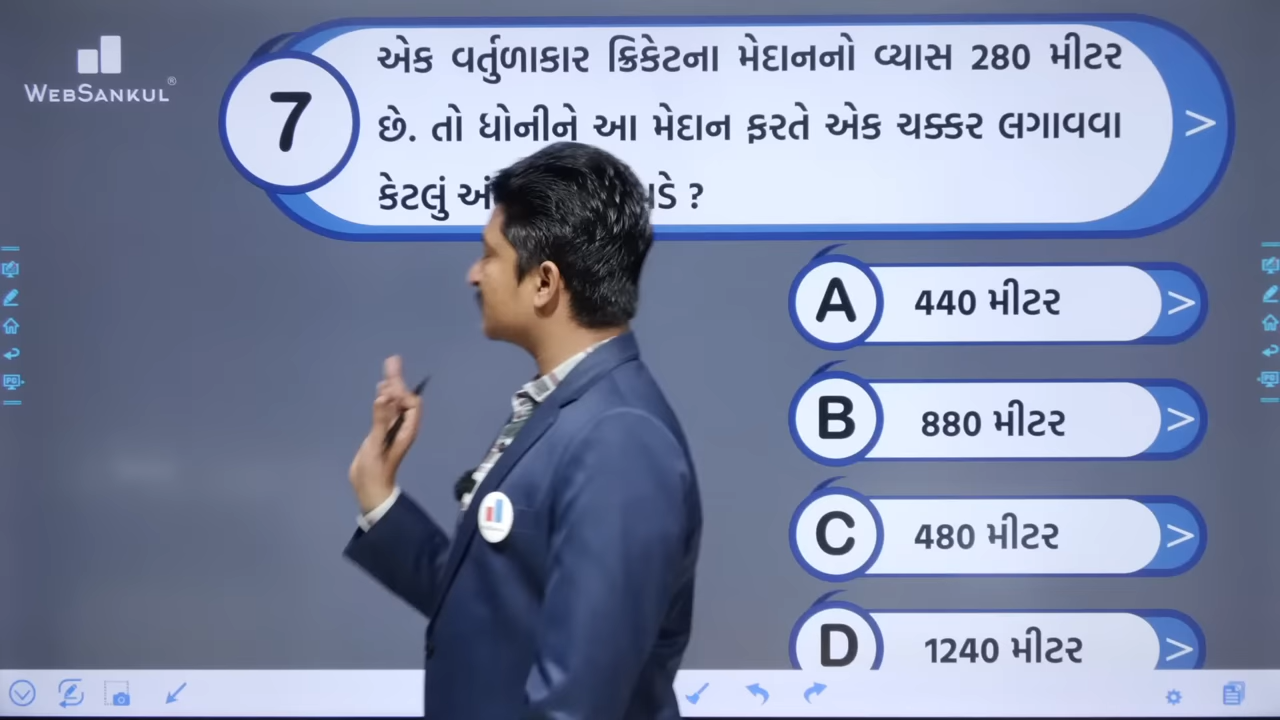 WEBSANKUL®
7
એક વર્તુળાકાર ક્રિકેટના મેદાનનો વ્યાસ 280 મીટર
છે. તો ધોનીને આ મેદાન ફરતે એક ચક્કર લગાવવા
કેટલું ?
A 440 મીટર
B 880 મીટર
C 480 મીટર
D 1240 મીટર